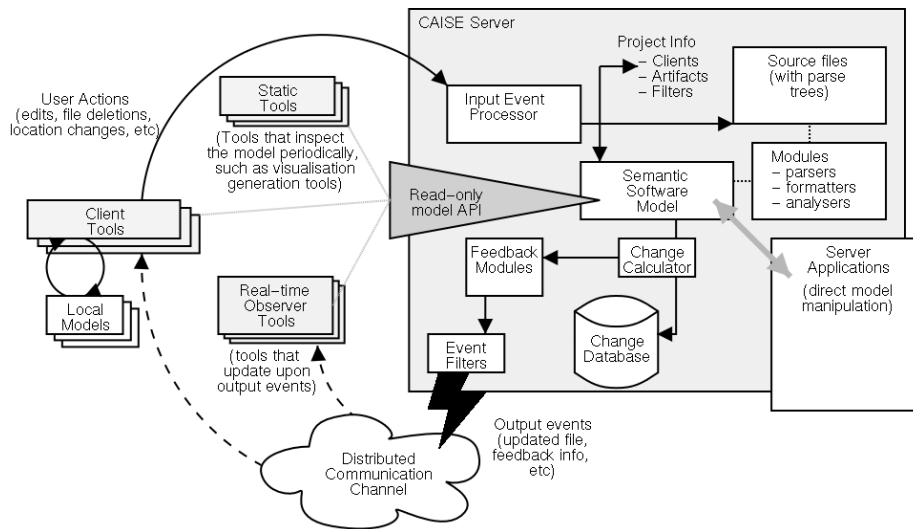 CAISE Server
Project Info
– Clients
– Artifacts
– Filters
Source files
(with parse
trees)
User Actions
(edits, file deletions,
location changes, etc)
Static
Tools
Input Event
Processor
(Tools that inspect
the model periodically,
such as visualisation
generation tools)
Modules
– parsers
– formatters
– analysers
Read–only
model API
Semantic
Software
Model
Client
Tools
Feedback
Modules
Change
Calculator
Server
Applications
(direct model
manipulation)
Real–time
Observer
Tools
Local
Models
(tools that
update upon
output events)
Event
Filters
Change
Database
Output events
(updated file,
feedback info,
etc)
Distributed
Communication
Channel